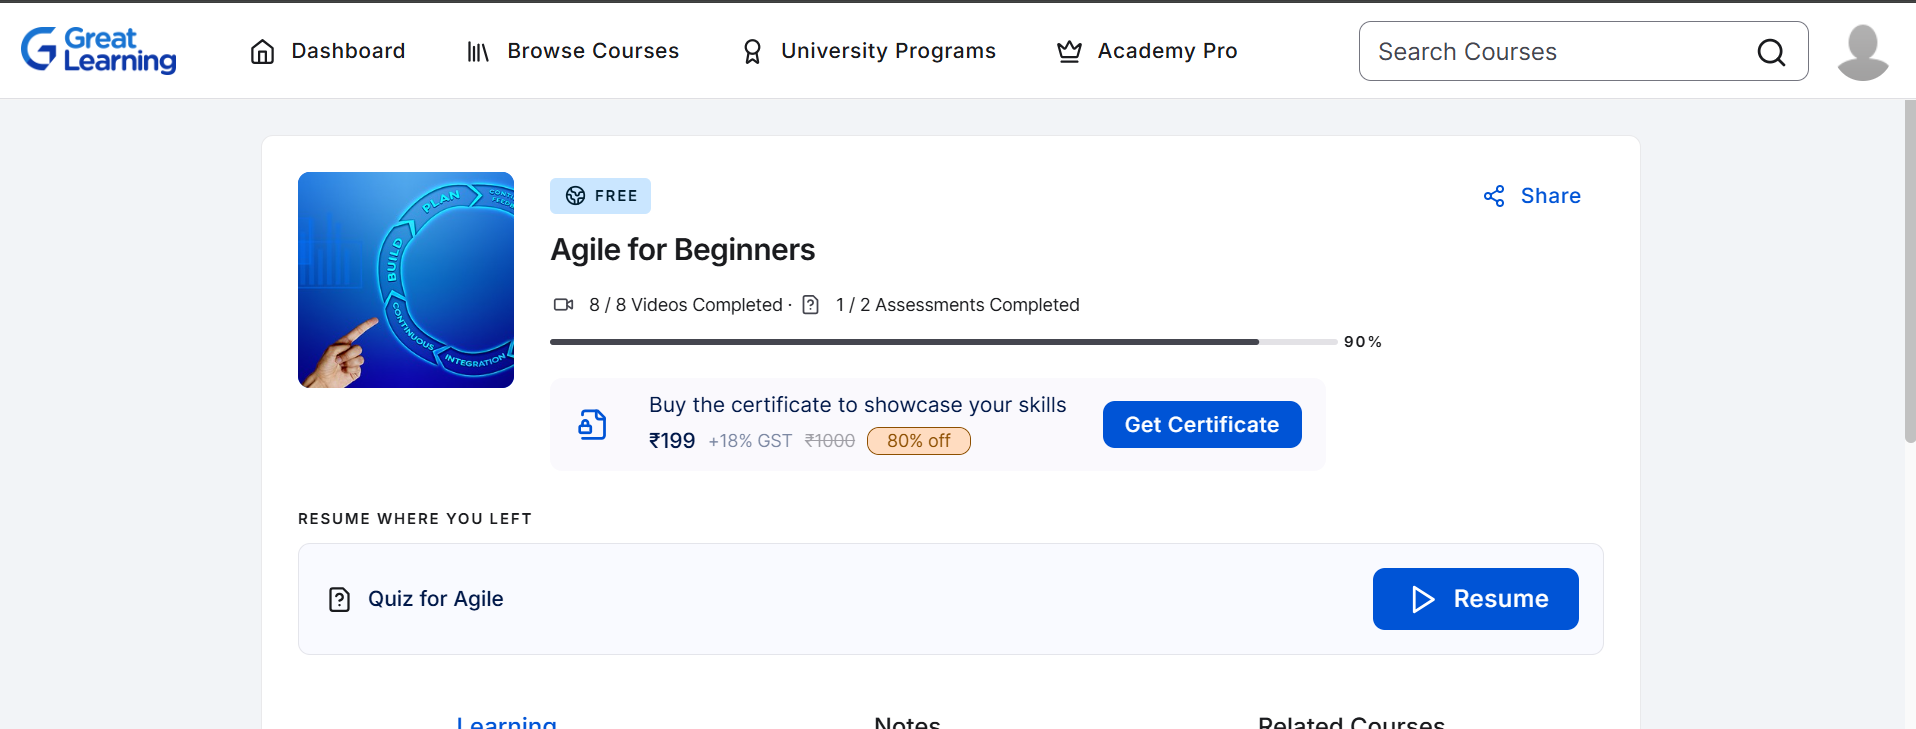 Great
Learning
Dashboard
Browse Courses
University Programs
Academy Pro
Search Courses
FREE
Share
Agile for Beginners
8 / 8 Videos Completed ·
1 / 2 Assessments Completed
90%
Buy the certificate to showcase your skills
₹199 +18% GST ₹1000 80% off
Get Certificate
PLAN
BUILD
CONTINUOUS
INTEGRATION
RESUME WHERE YOU LEFT
Quiz for Agile
Resume
Learning
Notes
Related Courses